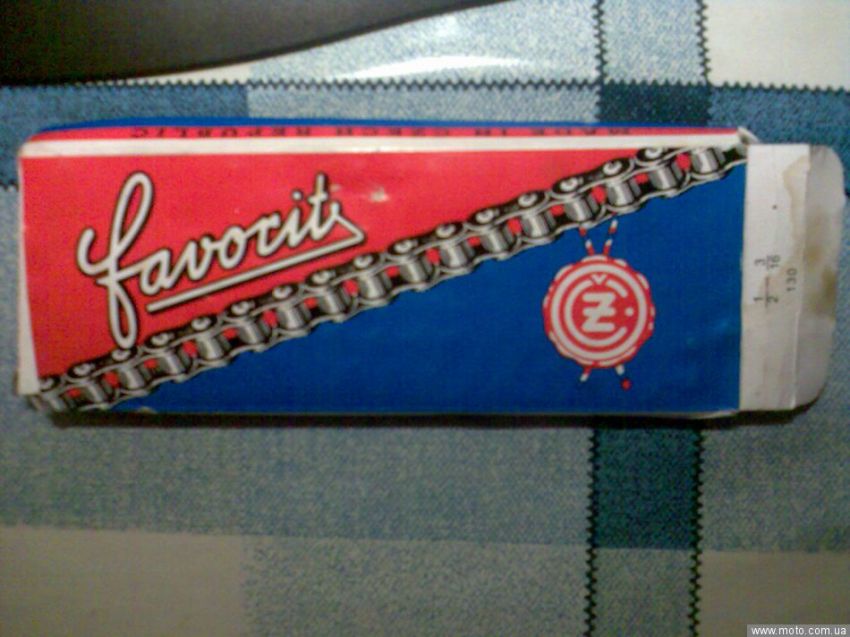 MADE IN CZECH REPUBLIC
favorit
ČZ
1/2 3/16
130
www.moto.com.ua